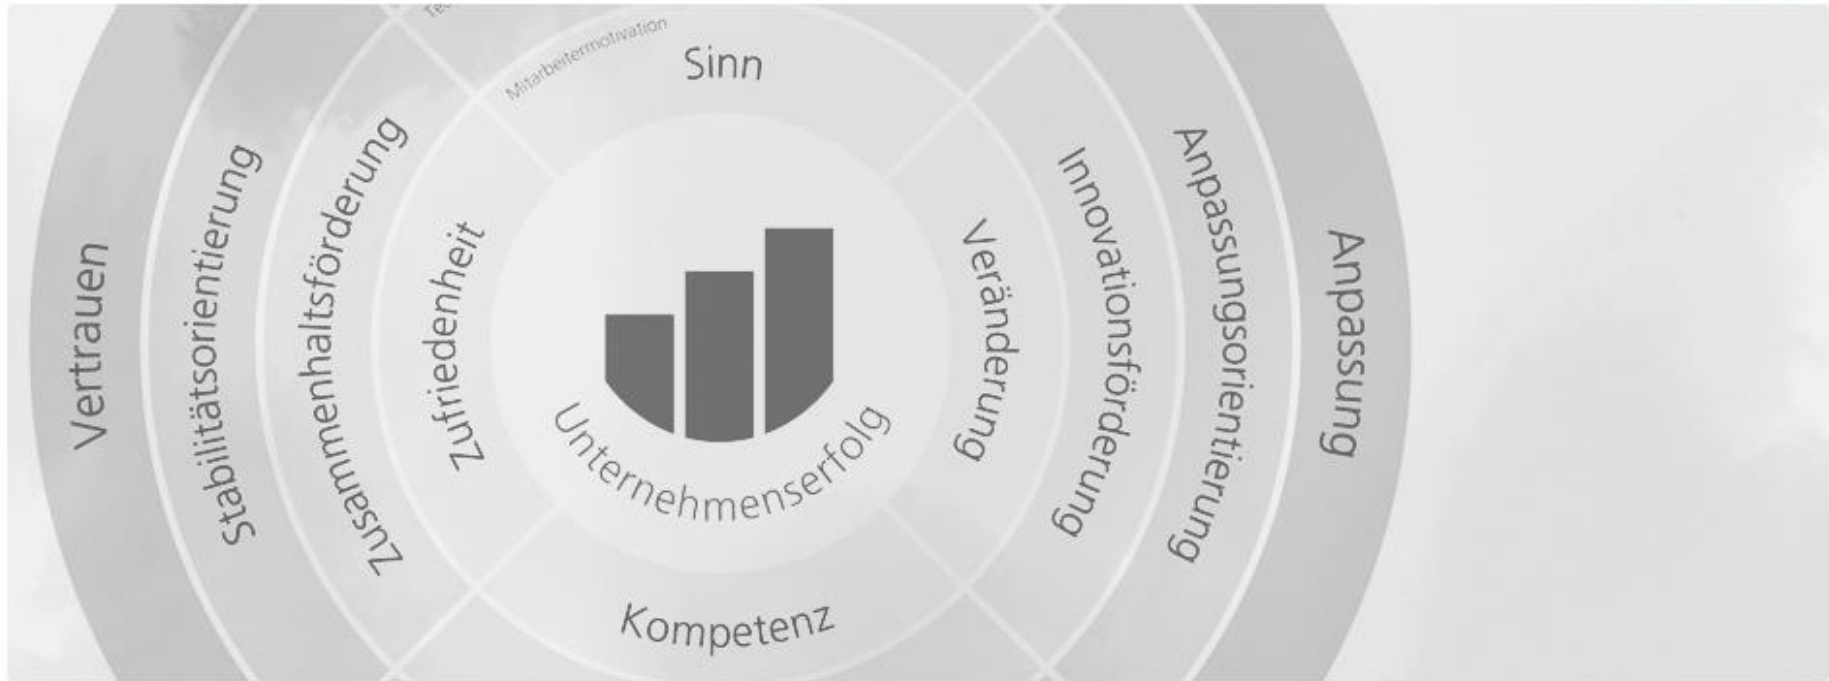 Mitarbeitermotivation
Sinn
Vertrauen
Stabilitätsorientierung
Zusammenhaltsförderung
Zufriedenheit
Unternehmenserfolg
Veränderung
Innovationsförderung
Anpassungsorientierung
Anpassung
Kompetenz